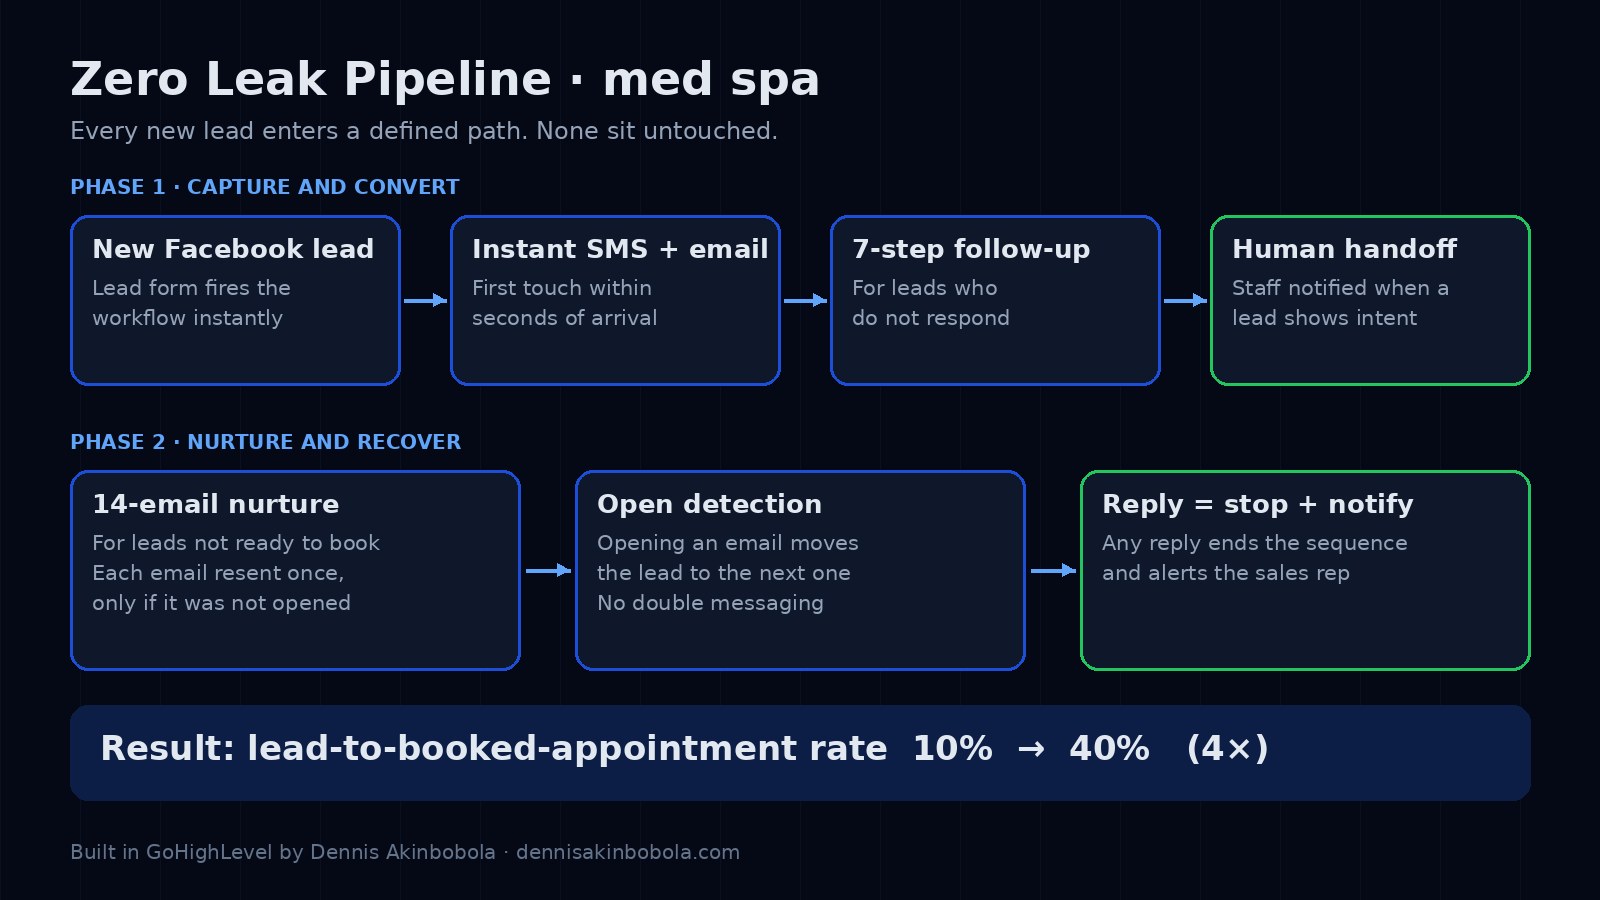 Zero Leak Pipeline · med spa
Every new lead enters a defined path. None sit untouched.
PHASE 1 · CAPTURE AND CONVERT
New Facebook lead
Lead form fires the
workflow instantly
Instant SMS + email
First touch within
seconds of arrival
7-step follow-up
For leads who
do not respond
Human handoff
Staff notified when a
lead shows intent
PHASE 2 · NURTURE AND RECOVER
14-email nurture
For leads not ready to book
Each email resent once,
only if it was not opened
Open detection
Opening an email moves
the lead to the next one
No double messaging
Reply = stop + notify
Any reply ends the sequence
and alerts the sales rep
Result: lead-to-booked-appointment rate 10% → 40% (4×)
Built in GoHighLevel by Dennis Akinbobola · dennisakinbobola.com